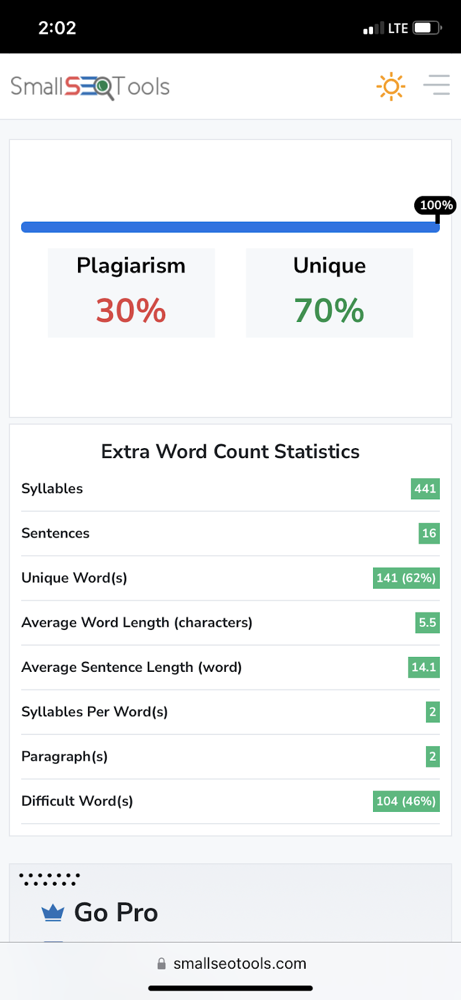 2:02 LTE
SmallSEOTools
100%
Plagiarism Unique
30% 70%
Extra Word Count Statistics
Syllables 441
Sentences 16
Unique Word(s) 141 (62%)
Average Word Length (characters) 5.5
Average Sentence Length (word) 14.1
Syllables Per Word(s) 2
Paragraph(s) 2
Difficult Word(s) 104 (46%)
Go Pro
smallseotools.com